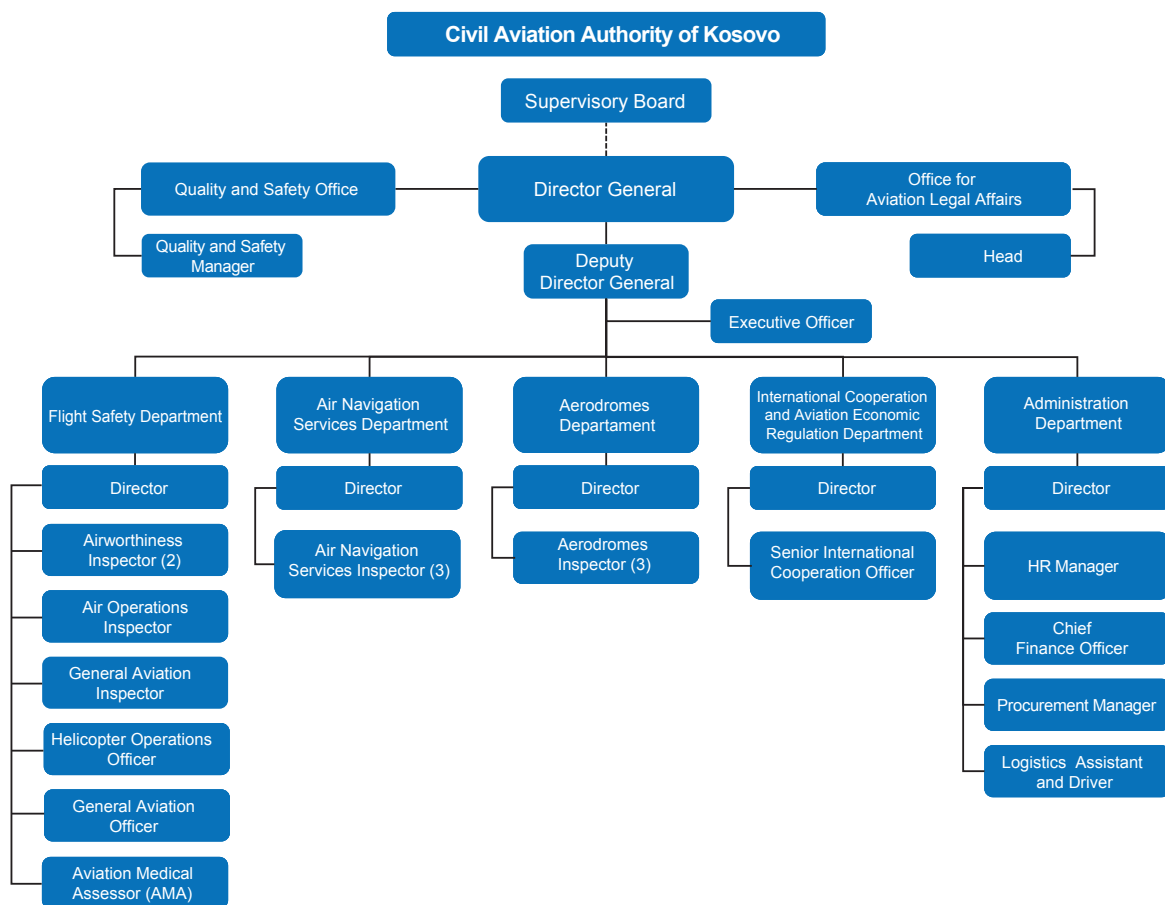 Civil Aviation Authority of Kosovo
Supervisory Board
Quality and Safety Office
Director General
Office for
Aviation Legal Affairs
Quality and Safety
Manager
Deputy
Director General
Head
Executive Officer
Flight Safety Department
Air Navigation
Services Department
Aerodromes
Departament
International Cooperation
and Aviation Economic
Regulation Department
Administration
Department
Director
Director
Director
Director
Director
Airworthiness
Inspector (2)
Air Navigation
Services Inspector (3)
Aerodromes
Inspector (3)
Senior International
Cooperation Officer
HR Manager
Air Operations
Inspector
Chief
Finance Officer
General Aviation
Inspector
Procurement Manager
Helicopter Operations
Officer
Logistics Assistant
and Driver
General Aviation
Officer
Aviation Medical
Assessor (AMA)